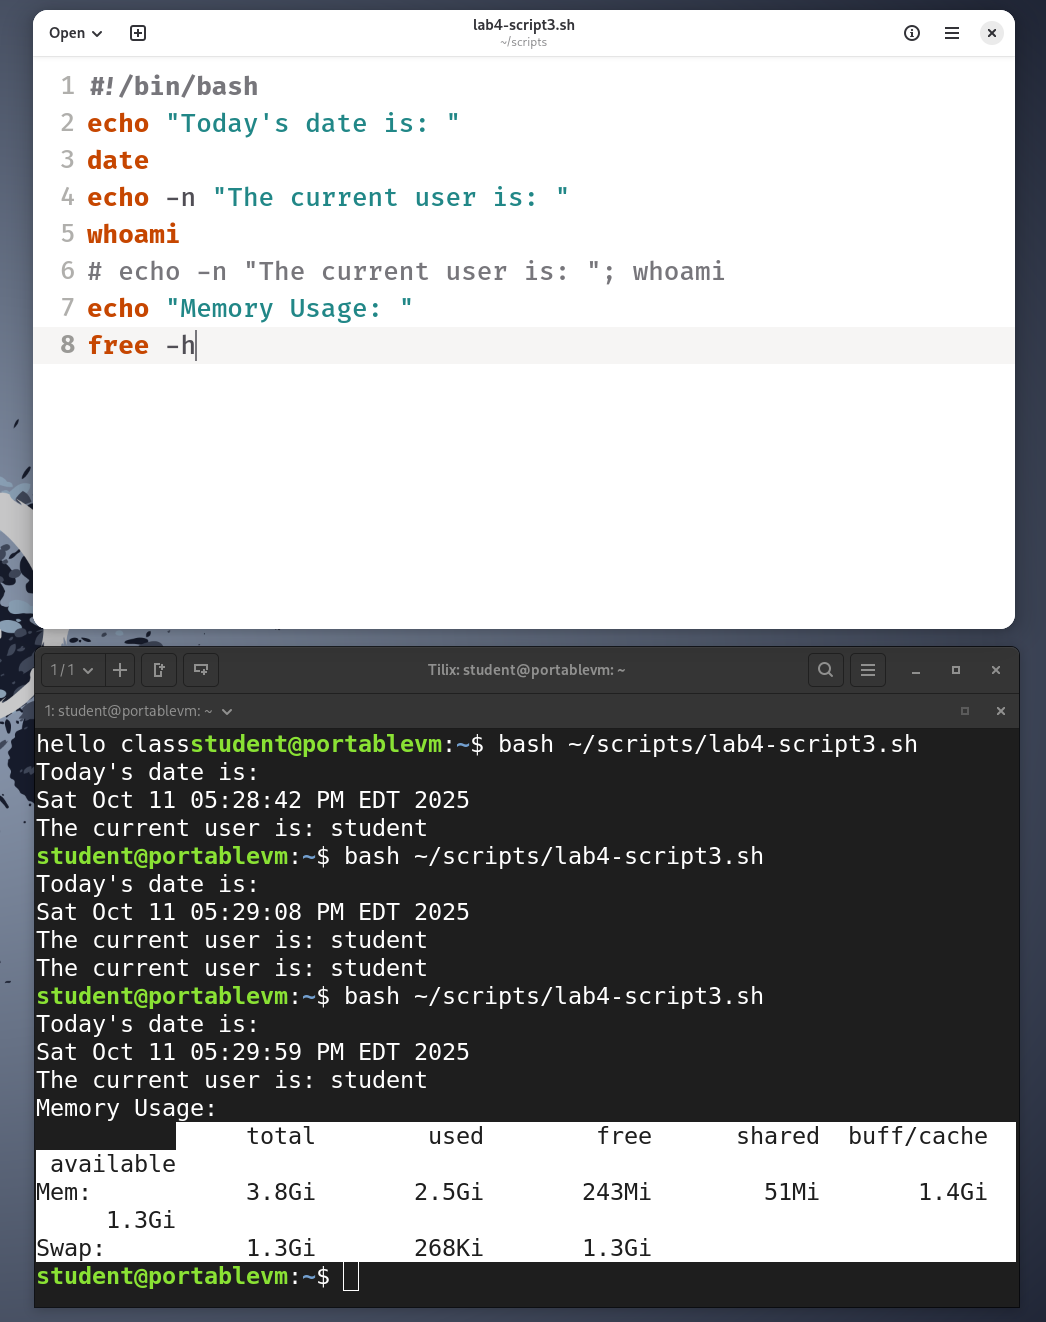 Open
lab4-script3.sh
~/scripts
1 #!/bin/bash
2 echo "Today's date is: "
3 date
4 echo -n "The current user is: "
5 whoami
6 # echo -n "The current user is: "; whoami
7 echo "Memory Usage: "
8 free -h
1/1
Tilix: student@portablevm: ~
1: student@portablevm: ~
hello classstudent@portablevm:~$ bash ~/scripts/lab4-script3.sh
Today's date is:
Sat Oct 11 05:28:42 PM EDT 2025
The current user is: student
student@portablevm:~$ bash ~/scripts/lab4-script3.sh
Today's date is:
Sat Oct 11 05:29:08 PM EDT 2025
The current user is: student
The current user is: student
student@portablevm:~$ bash ~/scripts/lab4-script3.sh
Today's date is:
Sat Oct 11 05:29:59 PM EDT 2025
The current user is: student
Memory Usage:
total used free shared buff/cache
available
Mem: 3.8Gi 2.5Gi 243Mi 51Mi 1.4Gi
1.3Gi
Swap: 1.3Gi 268Ki 1.3Gi
student@portablevm:~$